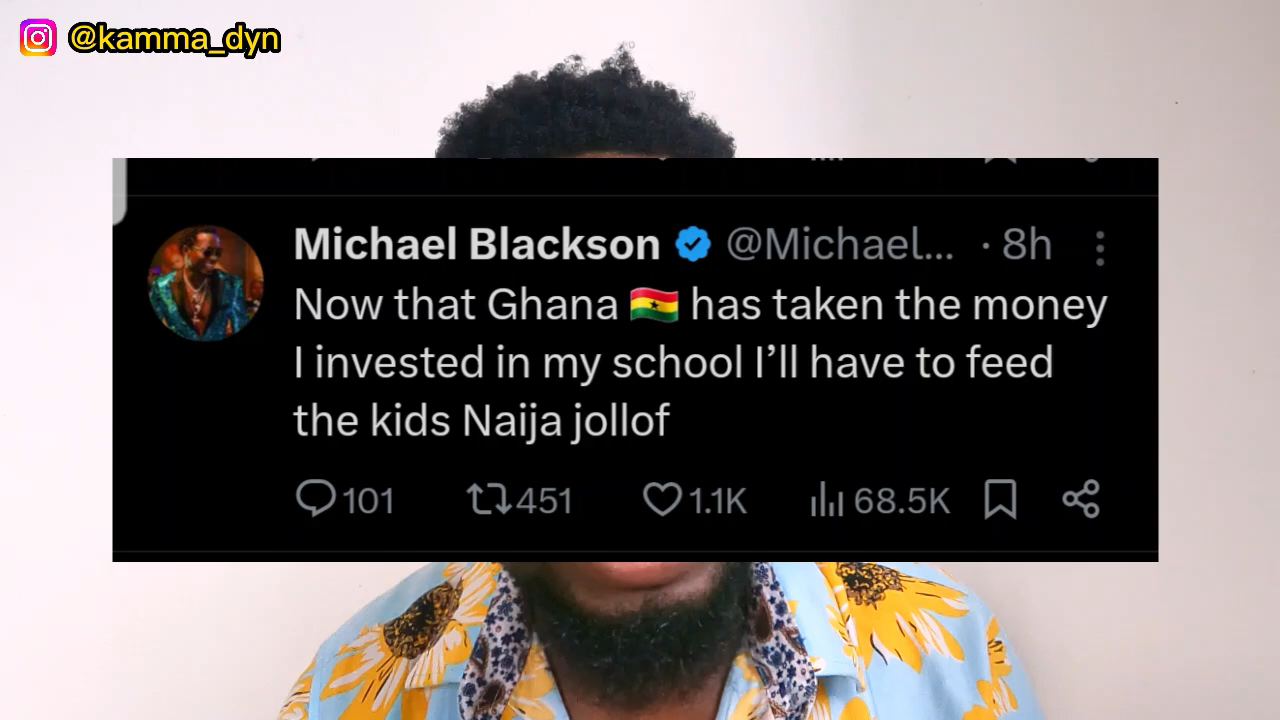 @kamma_dyn
Michael Blackson @Michael... · 8h
Now that Ghana 🇬🇭 has taken the money
I invested in my school I’ll have to feed
the kids Naija jollof
101 451 1.1K 68.5K